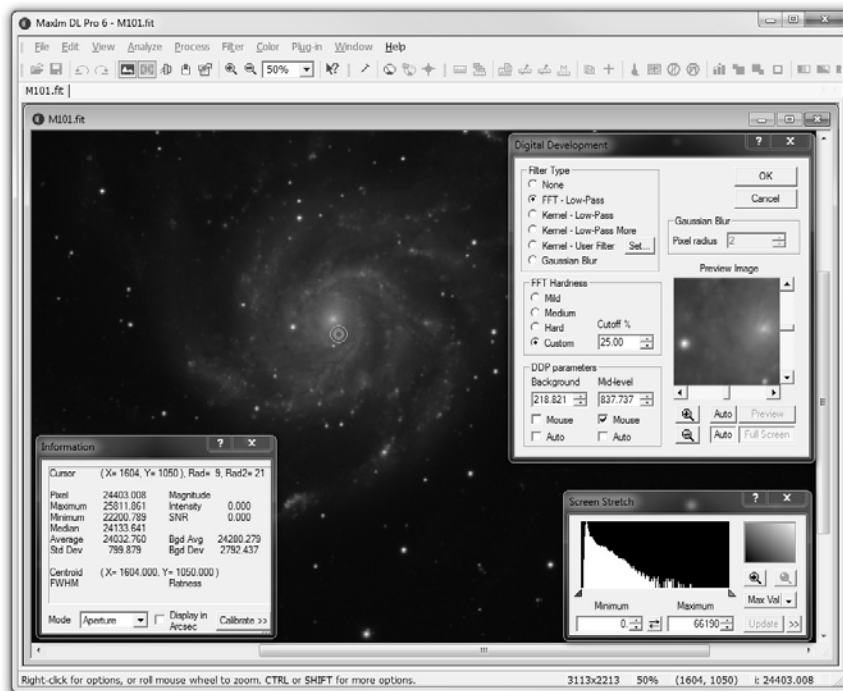 MaxIm DL Pro 6 - M101.fit
File Edit View Analyze Process Filter Color Plug-in Window Help
50%
M101.fit
M101.fit
Digital Development
? X
Filter Type
None
FFT - Low-Pass
Kernel - Low-Pass
Kernel - Low-Pass More
Kernel - User Filter Set...
Gaussian Blur
OK
Cancel
Gaussian Blur
Pixel radius 2
Preview Image
FFT Hardness
Mild
Medium
Hard
Custom
Cutoff %
25.00
DDP parameters
Background Mid-level
218.821 837.737
Mouse Mouse
Auto Auto
Auto Preview
Auto Full Screen
Information
? X
Cursor ( X= 1604, Y= 1050 ), Rad= 9, Rad2= 21
Pixel 24403.008 Magnitude
Maximum 25811.861 Intensity 0.000
Minimum 22200.789 SNR 0.000
Median 24133.641
Average 24032.760 Bgd Avg 24280.279
Std Dev 799.879 Bgd Dev 2792.437
Centroid ( X= 1604.000, Y= 1050.000 )
FWHM Flatness
Mode Aperture Display in Arcsec Calibrate >>
Screen Stretch
? X
Max Val
Minimum Maximum
0. 66190 Update >>
Right-click for options, or roll mouse wheel to zoom. CTRL or SHIFT for more options. 3113x2213 50% (1604, 1050) i: 24403.008